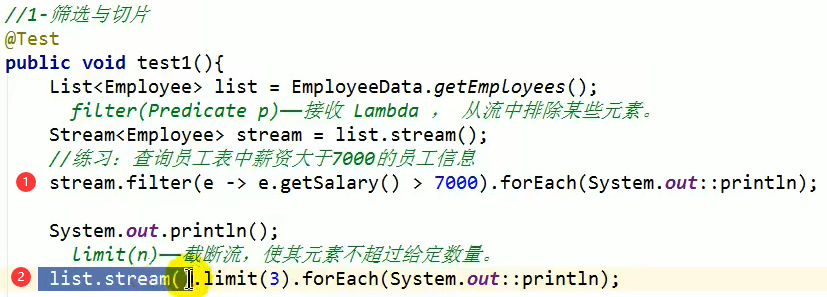 //1-筛选与切片
@Test
public void test1(){
List<Employee> list = EmployeeData.getEmployees();
filter(Predicate p)——接收 Lambda ， 从流中排除某些元素。
Stream<Employee> stream = list.stream();
//练习：查询员工表中薪资大于7000的员工信息
1 stream.filter(e -> e.getSalary() > 7000).forEach(System.out::println);
System.out.println();
limit(n)——截断流，使其元素不超过给定数量。
2 list.stream().limit(3).forEach(System.out::println);